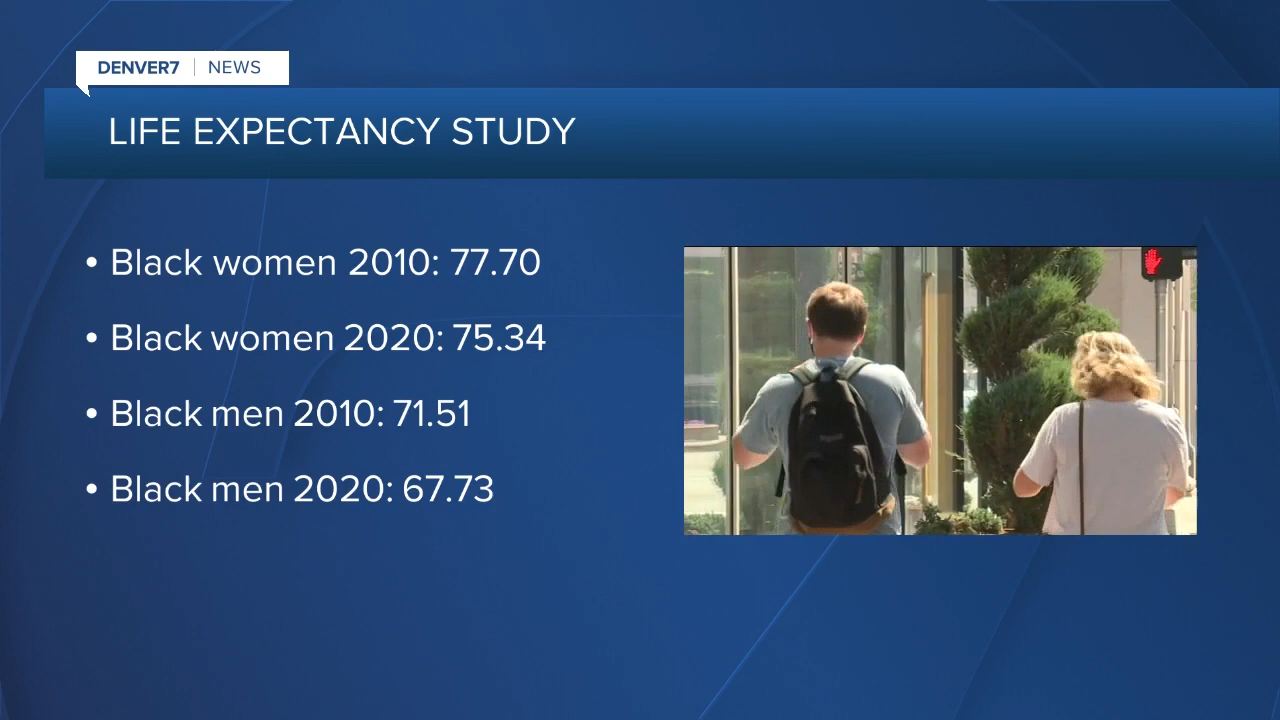 DENVER7 | NEWS
LIFE EXPECTANCY STUDY
• Black women 2010: 77.70
• Black women 2020: 75.34
• Black men 2010: 71.51
• Black men 2020: 67.73